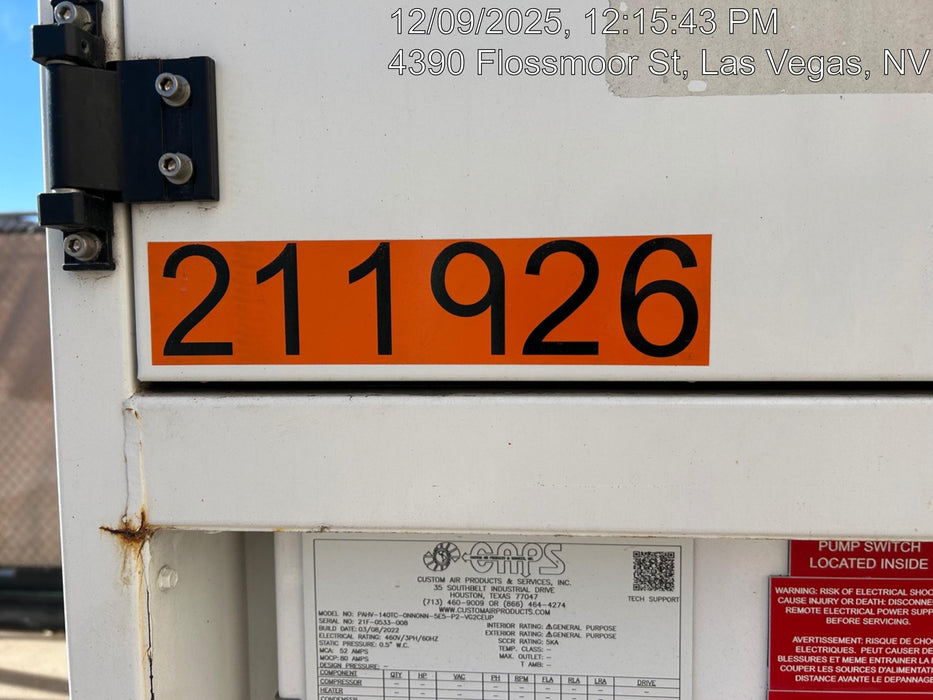 12/09/2025, 12:15:43 PM
4390 Flossmoor St, Las Vegas, NV
211926
CAPS
CUSTOM AIR PRODUCTS & SERVICES, INC.
35 SOUTHBELT INDUSTRIAL DRIVE
HOUSTON, TEXAS 77047
(713) 460-9009 OR (866) 464-4274
WWW.CUSTOMAIRPRODUCTS.COM
TECH SUPPORT
MODEL NO: PAHV-140TC-0NNONN-5E5-P2-VG2CEUP
SERIAL NO: 21F-0533-008
BUILD DATE: 03/08/2022
ELECTRICAL RATING: 460V/3PH/60HZ
STATIC PRESSURE: 0.5" W.C.
MCA: 52 AMPS
MOCP: 80 AMPS
DESIGN PRESSURE: -
INTERIOR RATING: GENERAL PURPOSE
EXTERIOR RATING: GENERAL PURPOSE
SCCR RATING: 5KA
TEMP. CLASS: -
MAX. OUTLET: -
T AMB: -
COMPONENT QTY HP VAC PH RPM FLA RLA LRA DRIVE
COMPRESSOR - - - - - - - - -
HEATER - - - - - - - - -
CONDENSER
PUMP SWITCH
LOCATED INSIDE
WARNING: RISK OF ELECTRICAL SHOC
CAUSE INJURY OR DEATH: DISCONNE
REMOTE ELECTRICAL POWER SUPP
BEFORE SERVICING.
AVERTISSEMENT: RISQUE DE CHO
ELECTRIQUES. PEUT CAUSER DE
BLESSURES ET MEME ENTRAINER LA
COUPER LES SOURCES D'ALIMENTAT
DISTANCE AVANTE LE DEPANNAG